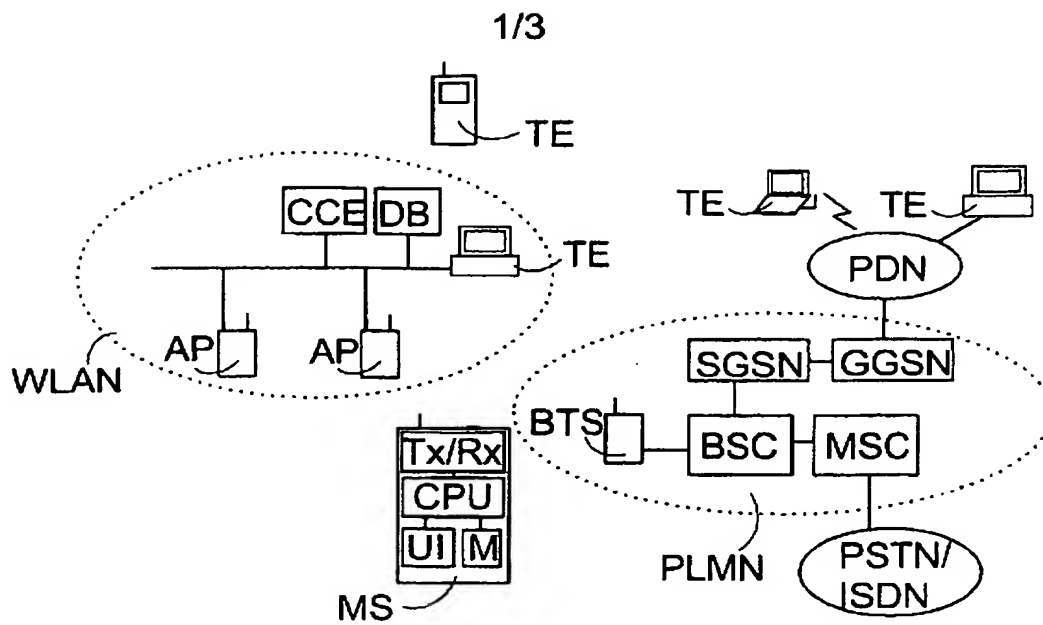 1/3
TE
CCE DB
TE
TE TE
PDN
AP AP
WLAN
SGSN GGSN
BTS
BSC MSC
Tx/Rx
CPU
UI M
MS
PLMN
PSTN/
ISDN